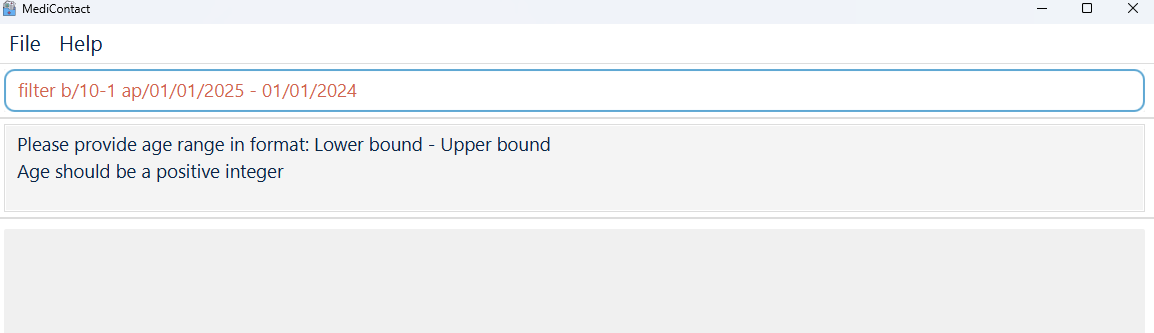 MediContact
File Help
filter b/10-1 ap/01/01/2025 - 01/01/2024
Please provide age range in format: Lower bound - Upper bound
Age should be a positive integer